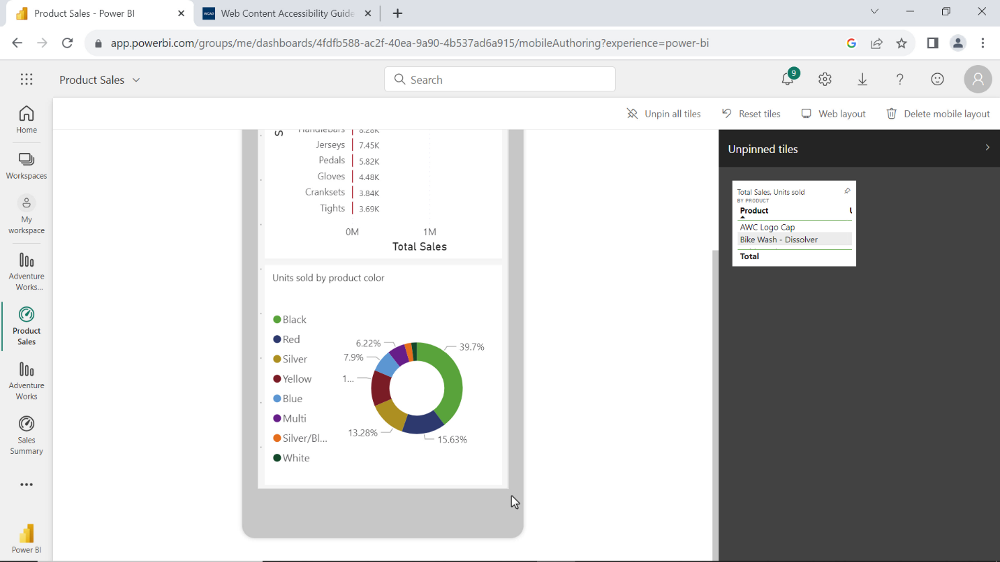 Product Sales - Power BI
WCAG
Web Content Accessibility Guide
app.powerbi.com/groups/me/dashboards/4fdfb588-ac2f-40ea-9a90-4b537ad6a915/mobileAuthoring?experience=power-bi
Product Sales
Search
9
Unpin all tiles
Reset tiles
Web layout
Delete mobile layout
Home
Workspaces
My
workspace
Adventure
Works...
Product
Sales
Adventure
Works
Sales
Summary
Power BI
Handlebars 8.28K
Jerseys 7.45K
Pedals 5.82K
Gloves 4.48K
Cranksets 3.84K
Tights 3.69K
0M 1M
Total Sales
Units sold by product color
Black
Red
Silver
Yellow
Blue
Multi
Silver/Bl...
White
6.22%
39.7%
7.9%
1...
13.28%
15.63%
Unpinned tiles
Total Sales, Units sold
BY PRODUCT
Product
AWC Logo Cap
Bike Wash - Dissolver
Total